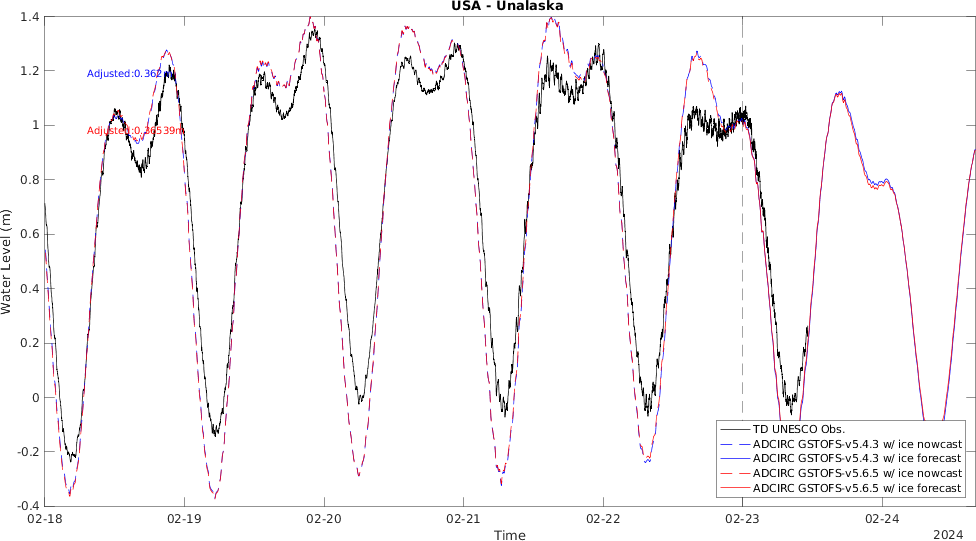 USA - Unalaska
1.4
1.2
1
0.8
0.6
0.4
0.2
0
-0.2
-0.4
Water Level (m)
Adjusted:0.362
Adjusted:0.36539m
TD UNESCO Obs.
ADCIRC GSTOFS-v5.4.3 w/ ice nowcast
ADCIRC GSTOFS-v5.4.3 w/ ice forecast
ADCIRC GSTOFS-v5.6.5 w/ ice nowcast
ADCIRC GSTOFS-v5.6.5 w/ ice forecast
02-18 02-19 02-20 02-21 02-22 02-23 02-24
Time
2024